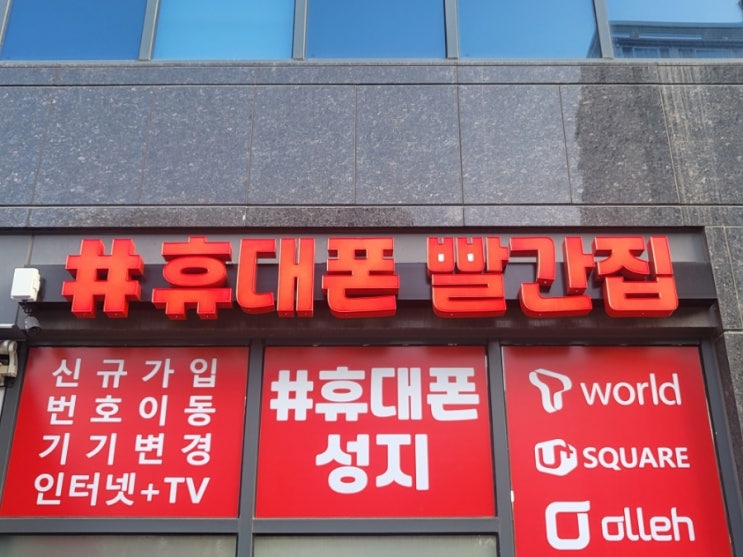 #휴대폰 빨간집
신규가입
번호이동
기기변경
인터넷+TV
#휴대폰
성지
T world
U+ SQUARE
olleh